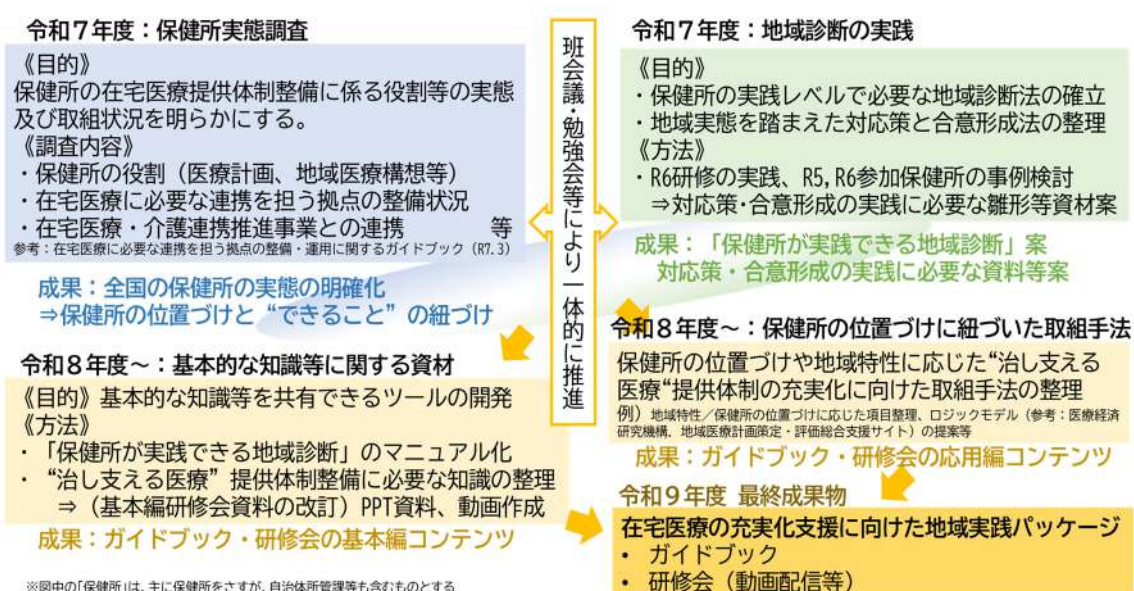 令和7年度：保健所実態調査
《目的》
保健所の在宅医療提供体制整備に係る役割等の実態
及び取組状況を明らかにする。
《調査内容》
・保健所の役割（医療計画、地域医療構想等）
・在宅医療に必要な連携を担う拠点の整備状況
・在宅医療・介護連携推進事業との連携　等
参考：在宅医療に必要な連携を担う拠点の整備・運用に関するガイドブック（R7.3）
成果：全国の保健所の実態の明確化
⇒保健所の位置づけと“できること”の紐づけ
班会議・勉強会等により一体的に推進
令和7年度：地域診断の実践
《目的》
・保健所の実践レベルで必要な地域診断法の確立
・地域実態を踏まえた対応策と合意形成法の整理
《方法》
・R6研修の実践、R5,R6参加保健所の事例検討
⇒対応策・合意形成の実践に必要な雛形等資材案
成果：「保健所が実践できる地域診断」案
対応策・合意形成の実践に必要な資料等案
令和8年度～：基本的な知識等に関する資材
《目的》基本的な知識等を共有できるツールの開発
《方法》
・「保健所が実践できる地域診断」のマニュアル化
・“治し支える医療”提供体制整備に必要な知識の整理
⇒（基本編研修会資料の改訂）PPT資料、動画作成
成果：ガイドブック・研修会の基本編コンテンツ
令和8年度～：保健所の位置づけに紐づいた取組手法
保健所の位置づけや地域特性に応じた“治し支える
医療“提供体制の充実化に向けた取組手法の整理
例）地域特性／保健所の位置づけに応じた項目整理、ロジックモデル（参考：医療経済
研究機構．地域医療計画策定・評価総合支援サイト）の提案等
成果：ガイドブック・研修会の応用編コンテンツ
令和9年度 最終成果物
在宅医療の充実化支援に向けた地域実践パッケージ
• ガイドブック
• 研修会（動画配信等）
※図中の「保健所」は、主に保健所をさすが、自治体所管課等も含むものとする